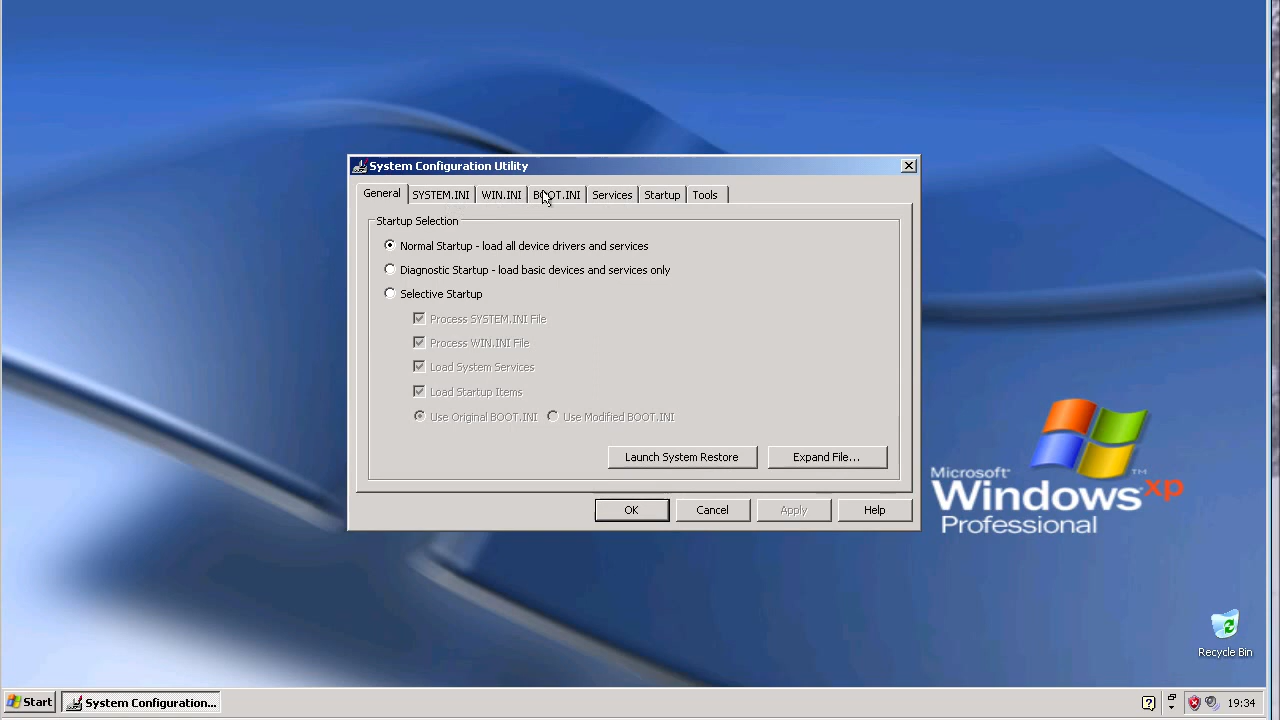 System Configuration Utility
General SYSTEM.INI WIN.INI BOOT.INI Services Startup Tools
Startup Selection
Normal Startup - load all device drivers and services
Diagnostic Startup - load basic devices and services only
Selective Startup
Process SYSTEM.INI File
Process WIN.INI File
Load System Services
Load Startup Items
Use Original BOOT.INI Use Modified BOOT.INI
Launch System Restore Expand File...
OK Cancel Apply Help
Microsoft
Windows xp
TM
Professional
Recycle Bin
Start System Configuration... 19:34